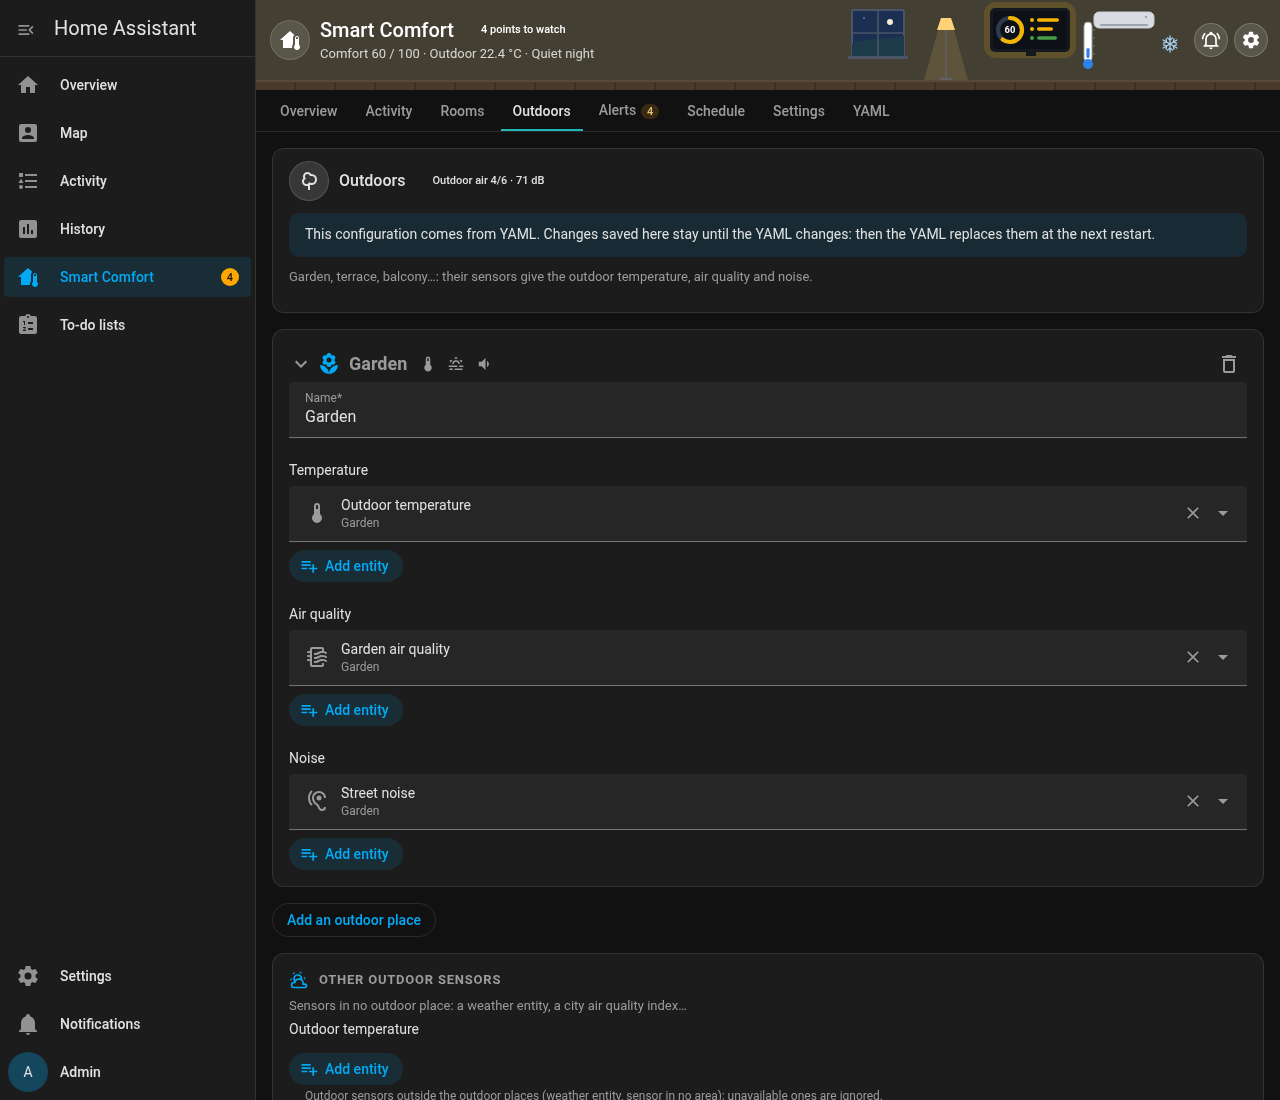 Home Assistant
Overview
Map
Activity
History
Smart Comfort
4
To-do lists
Settings
Notifications
A
Admin
Smart Comfort
4 points to watch
Comfort 60 / 100 · Outdoor 22.4 °C · Quiet night
60
Overview
Activity
Rooms
Outdoors
Alerts
4
Schedule
Settings
YAML
Outdoors
Outdoor air 4/6 · 71 dB
This configuration comes from YAML. Changes saved here stay until the YAML changes: then the YAML replaces them at the next restart.
Garden, terrace, balcony…: their sensors give the outdoor temperature, air quality and noise.
Garden
Name*
Garden
Temperature
Outdoor temperature
Garden
Add entity
Air quality
Garden air quality
Garden
Add entity
Noise
Street noise
Garden
Add entity
Add an outdoor place
OTHER OUTDOOR SENSORS
Sensors in no outdoor place: a weather entity, a city air quality index…
Outdoor temperature
Add entity
Outdoor sensors outside the outdoor places (weather entity, sensor in no area); unavailable ones are ignored.